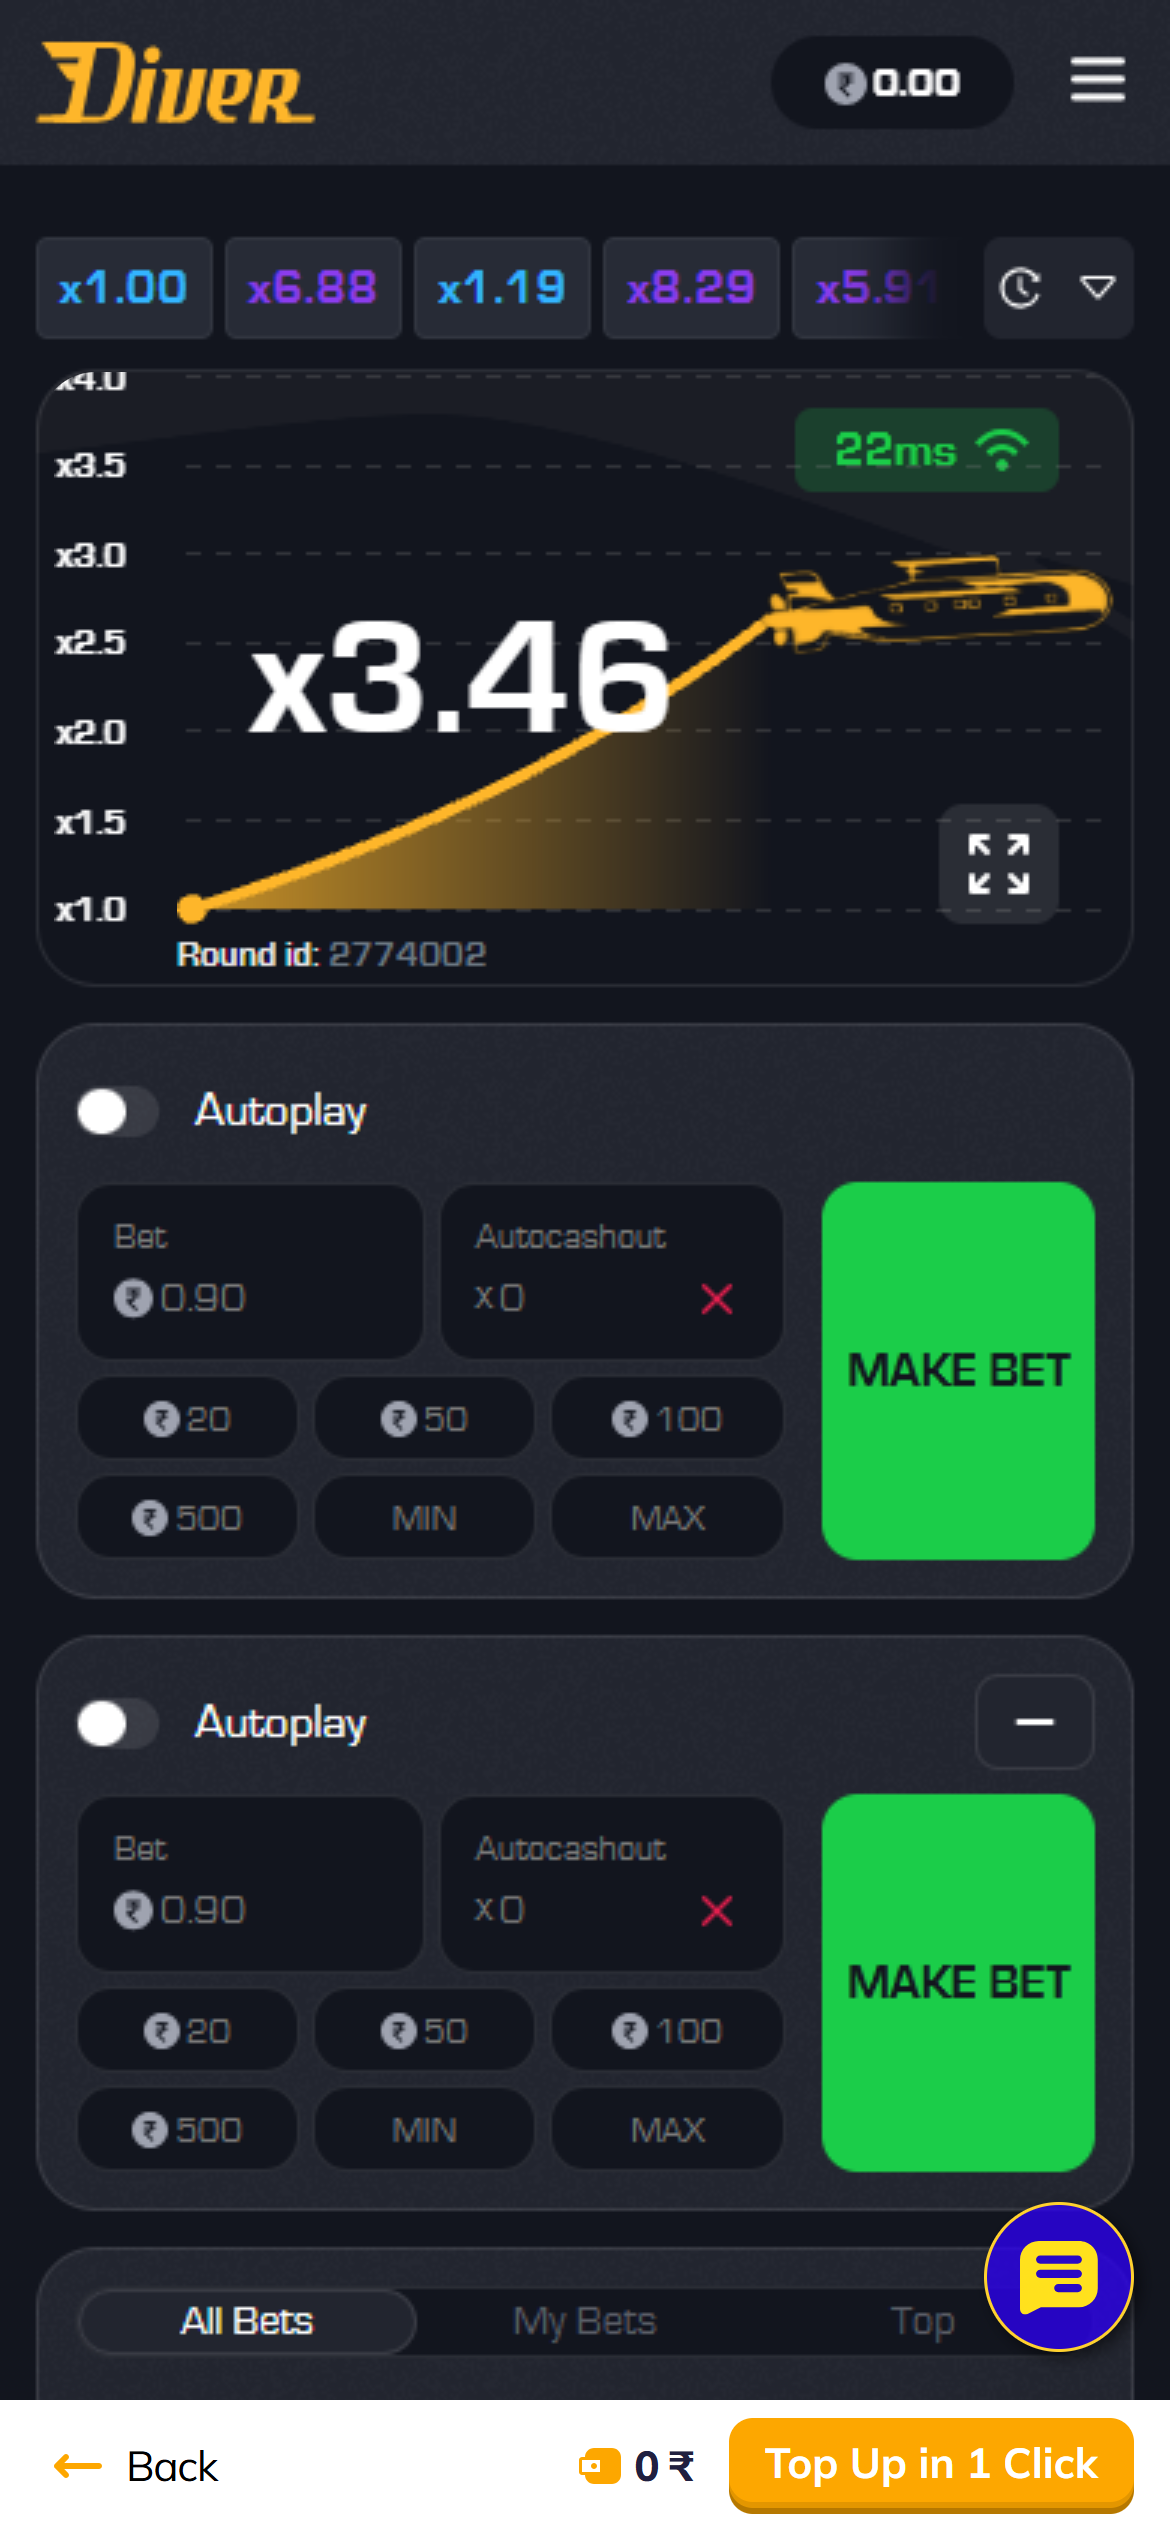 Diver
₹ 0.00
x1.00 x6.88 x1.19 x8.29 x5.91
x4.0
22ms
x3.5
x3.0
x2.5
x3.46
x2.0
x1.5
x1.0
Round id: 2774002
Autoplay
Bet
₹ 0.90
Autocashout
x0
MAKE BET
₹ 20 ₹ 50 ₹ 100
₹ 500 MIN MAX
Autoplay
Bet
₹ 0.90
Autocashout
x0
MAKE BET
₹ 20 ₹ 50 ₹ 100
₹ 500 MIN MAX
All Bets My Bets Top
Back 0 ₹ Top Up in 1 Click